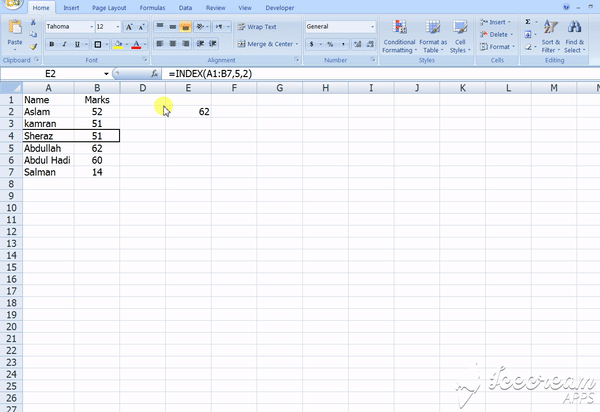 Home Insert Page Layout Formulas Data Review View Developer
Paste
Tahoma 12
Wrap Text
General
Merge & Center
Conditional Formatting
Format as Table
Cell Styles
Insert
Delete
Format
Sort & Filter
Find & Select
Clipboard Font Alignment Number Styles Cells Editing
E2 fx =INDEX(A1:B7,5,2)
A B D E F G H I J K L M N
1 Name Marks
2 Aslam 52 62
3 kamran 51
4 Sheraz 51
5 Abdullah 62
6 Abdul Hadi 60
7 Salman 14
8
9
10
11
12
13
14
15
16
17
18
19
20
21
22
23
24
25
26
27
Icecream
APPS